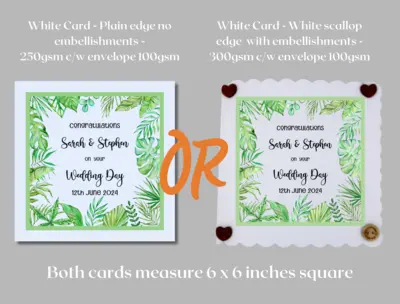 White Card - Plain edge no
embellishments -
250gsm c/w envelope 100gsm
White Card - White scallop
edge with embellishments -
300gsm c/w envelope 100gsm
Congratulations
Sarah & Stephen
on your
Wedding Day
12th June 2024
OR
Congratulations
Sarah & Stephen
on your
Wedding Day
12th June 2024
Both cards measure 6 x 6 inches square